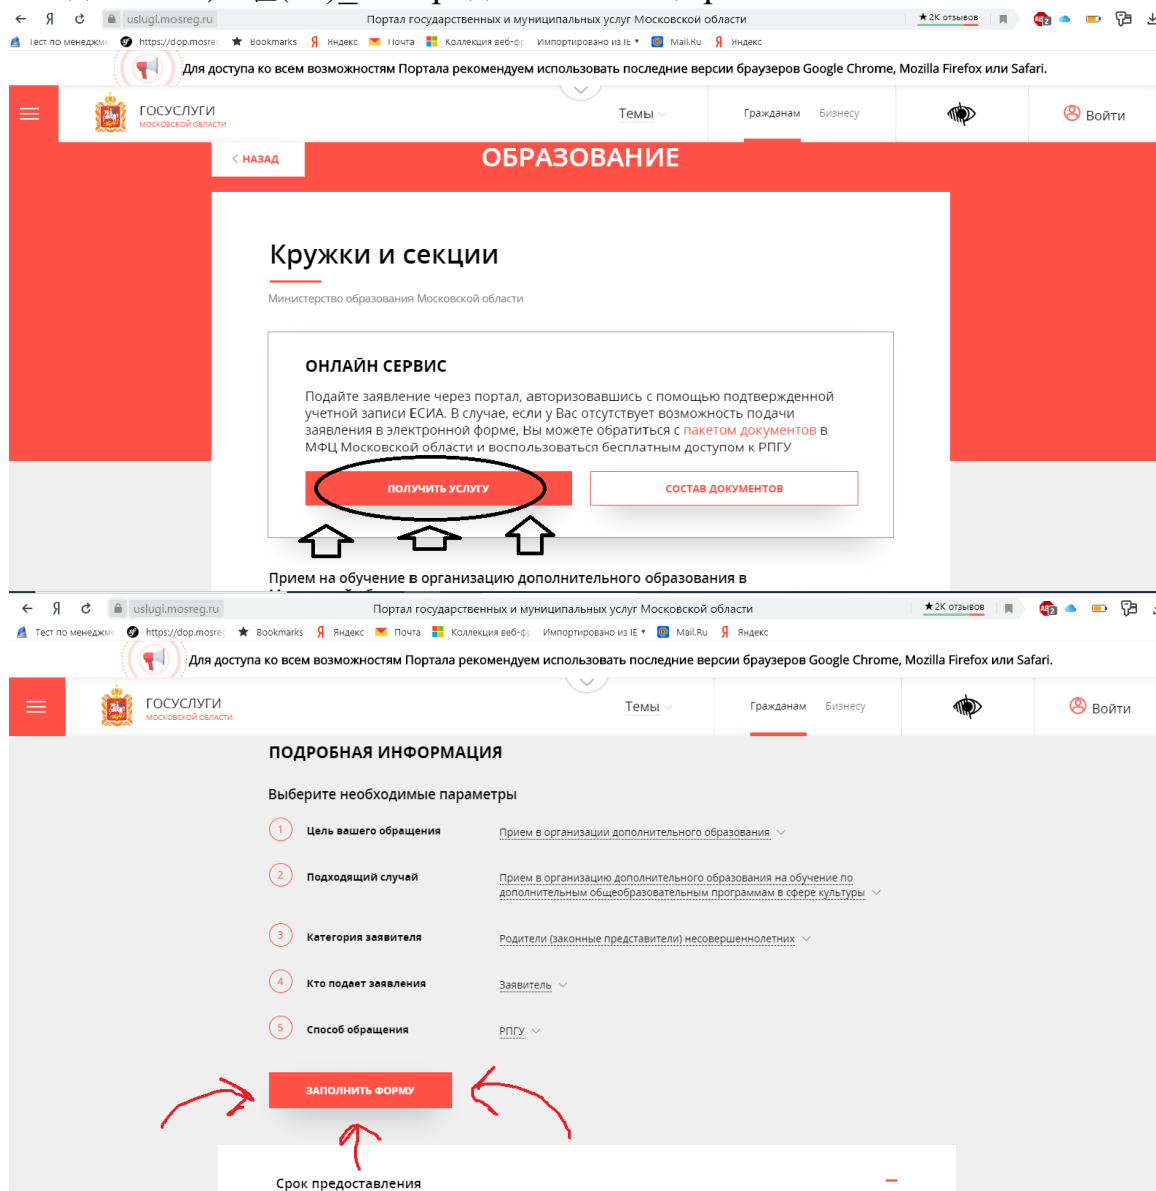 uslugi.mosreg.ru Портал государственных и муниципальных услуг Московской области ★ 2К отзывов
Тест по менеджм https://dop.mosre Bookmarks Яндекс Почта Коллекция веб-ф Импортировано из IE Mail.Ru Яндекс
Для доступа ко всем возможностям Портала рекомендуем использовать последние версии браузеров Google Chrome, Mozilla Firefox или Safari.
ГОСУСЛУГИ
МОСКОВСКОЙ ОБЛАСТИ
Темы Гражданам Бизнесу Войти
< НАЗАД
ОБРАЗОВАНИЕ
Кружки и секции
Министерство образования Московской области
ОНЛАЙН СЕРВИС
Подайте заявление через портал, авторизовавшись с помощью подтвержденной
учетной записи ЕСИА. В случае, если у Вас отсутствует возможность подачи
заявления в электронной форме, Вы можете обратиться с пакетом документов в
МФЦ Московской области и воспользоваться бесплатным доступом к РПГУ
ПОЛУЧИТЬ УСЛУГУ СОСТАВ ДОКУМЕНТОВ
Прием на обучение в организацию дополнительного образования в
uslugi.mosreg.ru Портал государственных и муниципальных услуг Московской области ★ 2К отзывов
Тест по менеджм https://dop.mosre Bookmarks Яндекс Почта Коллекция веб-ф Импортировано из IE Mail.Ru Яндекс
Для доступа ко всем возможностям Портала рекомендуем использовать последние версии браузеров Google Chrome, Mozilla Firefox или Safari.
ГОСУСЛУГИ
МОСКОВСКОЙ ОБЛАСТИ
Темы Гражданам Бизнесу Войти
ПОДРОБНАЯ ИНФОРМАЦИЯ
Выберите необходимые параметры
1 Цель вашего обращения Прием в организации дополнительного образования
2 Подходящий случай Прием в организацию дополнительного образования на обучение по
дополнительным общеобразовательным программам в сфере культуры
3 Категория заявителя Родители (законные представители) несовершеннолетних
4 Кто подает заявления Заявитель
5 Способ обращения РПГУ
ЗАПОЛНИТЬ ФОРМУ
Срок предоставления